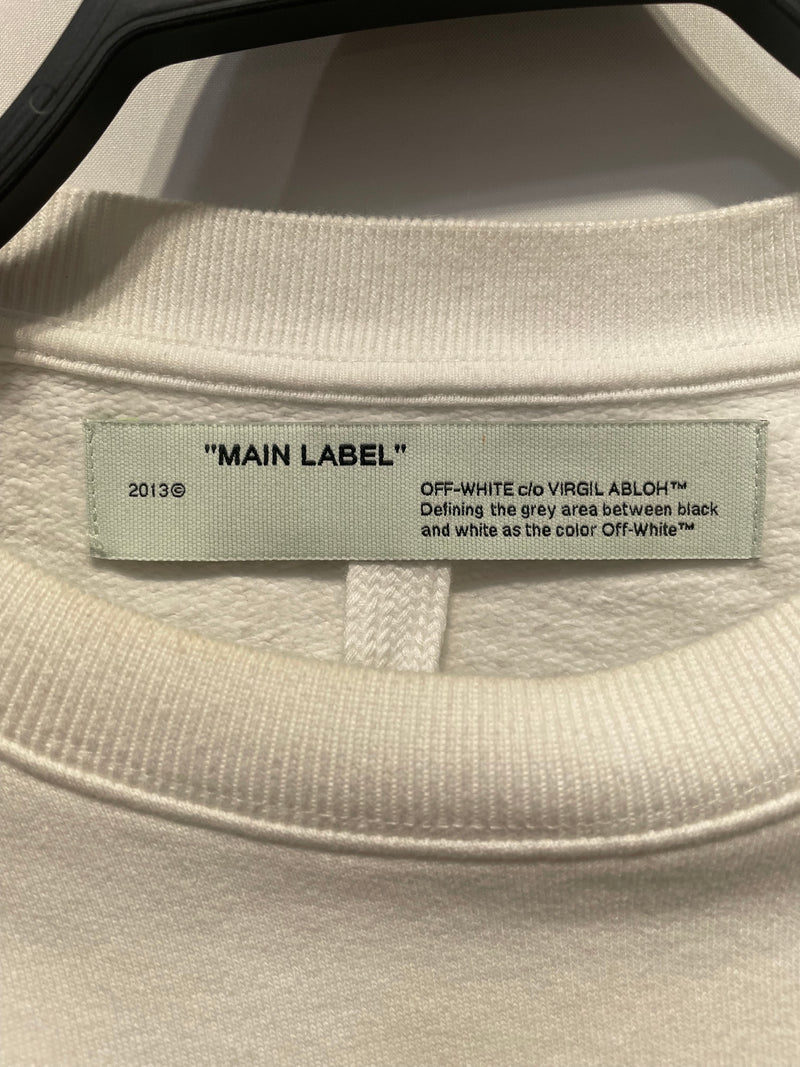 "MAIN LABEL"
2013©
OFF-WHITE c/o VIRGIL ABLOH™
Defining the grey area between black
and white as the color Off-White™